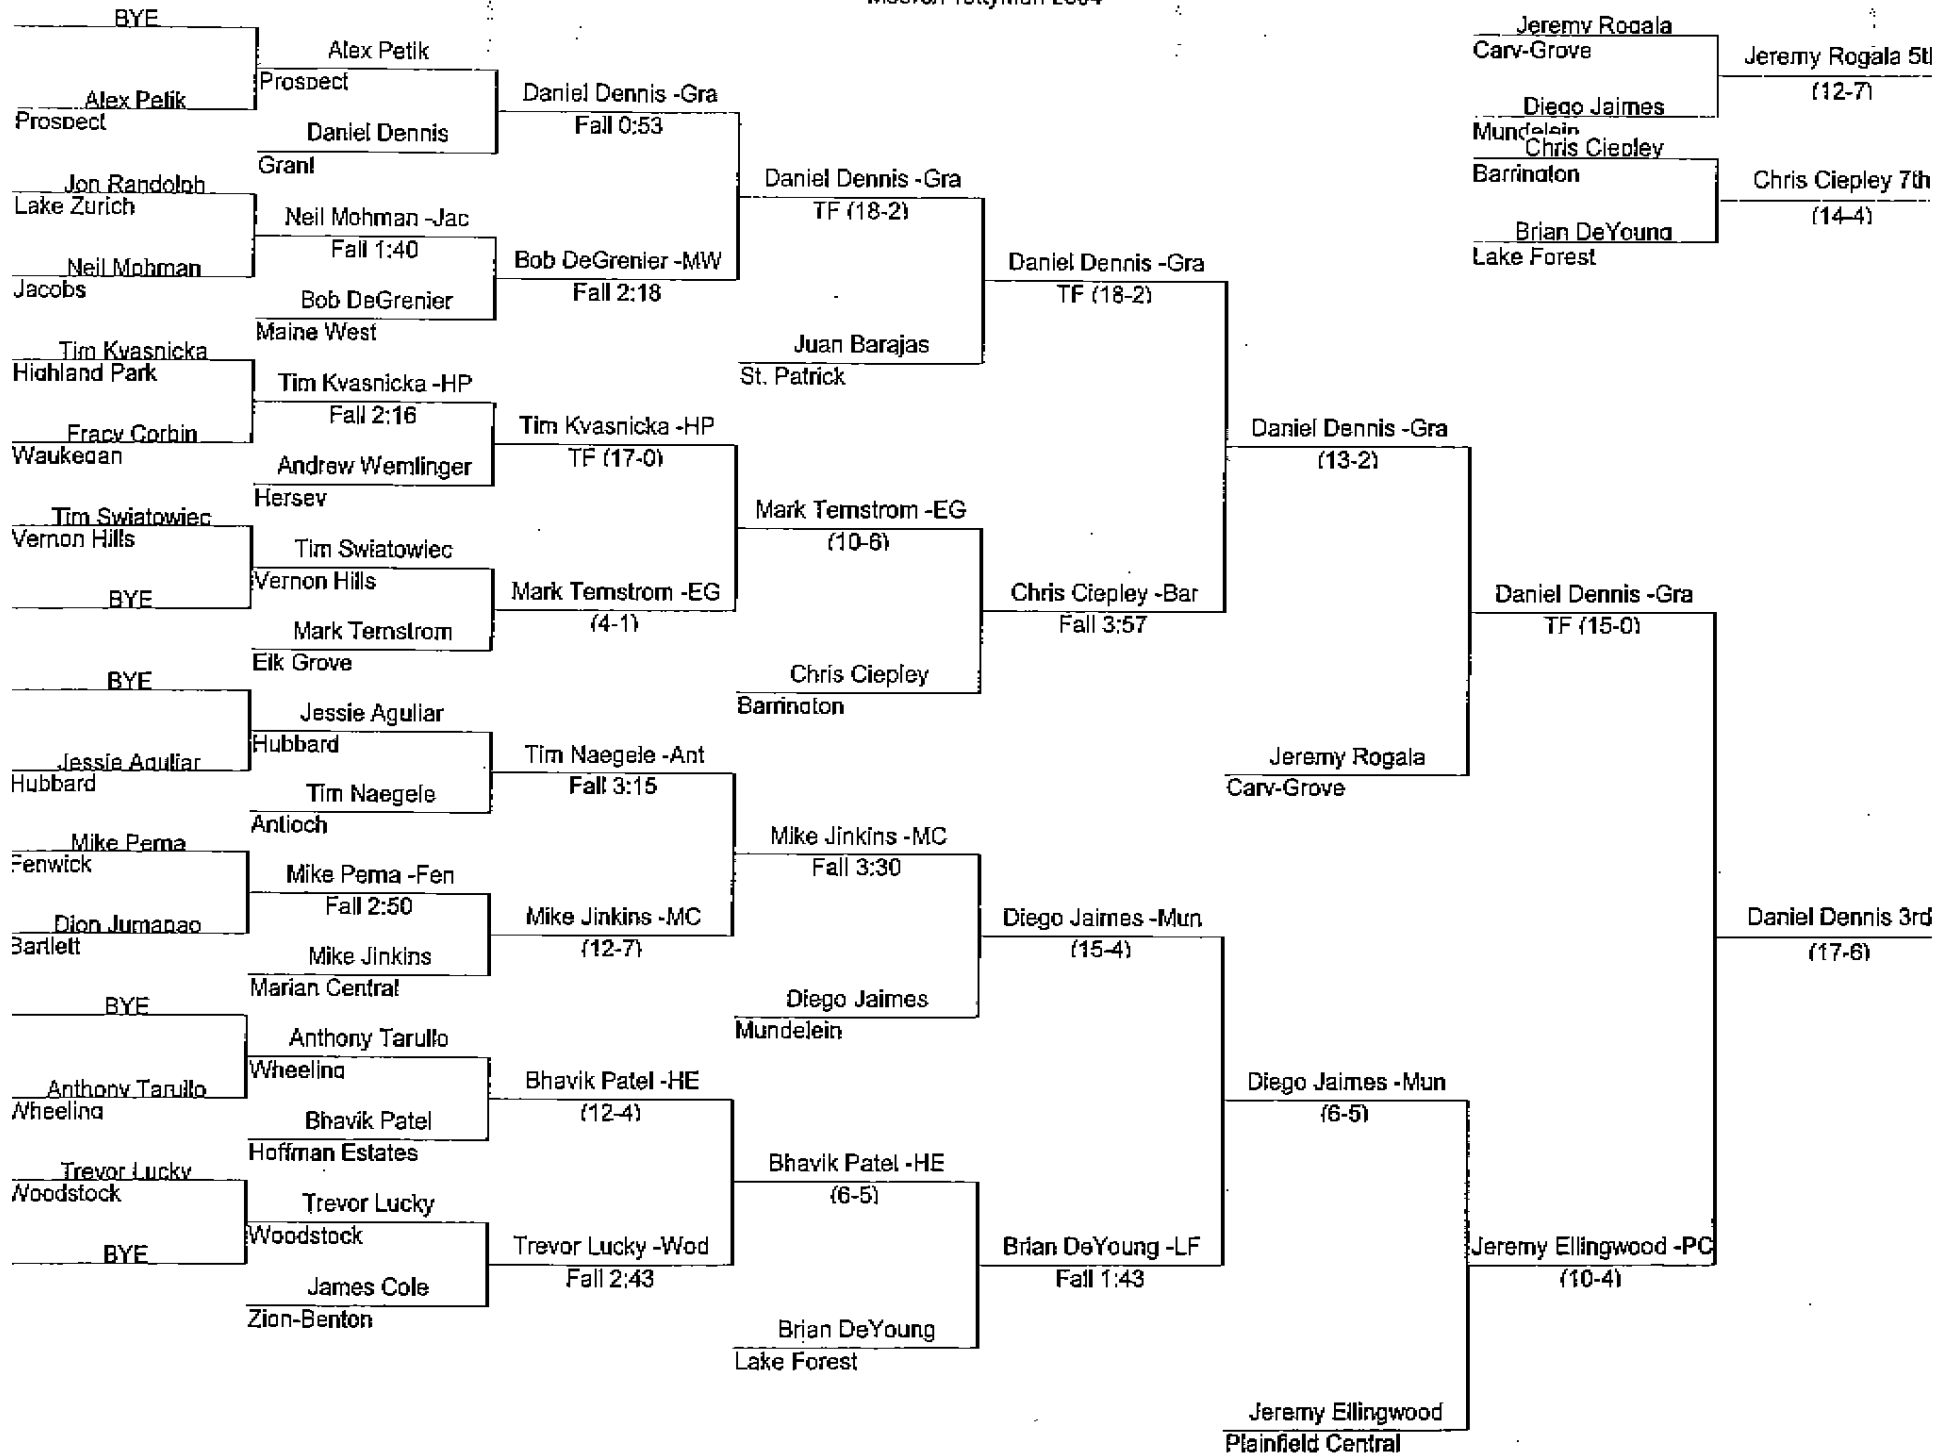 BYE
Alex Petik
Prospect
Jon Randolph
Lake Zurich
Neil Mohman
Jacobs
Tim Kvasnicka
Highland Park
Fracy Corbin
Waukegan
Tim Swiatowiec
Vernon Hills
BYE
BYE
Jessie Aguliar
Hubbard
Mike Perna
Fenwick
Dion Jumapao
Bartlett
BYE
Anthony Tarullo
Wheeling
Trevor Lucky
Woodstock
BYE
Alex Petik
Prospect
Daniel Dennis
Grant
Neil Mohman -Jac
Fall 1:40
Bob DeGrenier
Maine West
Tim Kvasnicka -HP
Fall 2:16
Andrew Wemlinger
Hersey
Tim Swiatowiec
Vernon Hills
Mark Ternstrom
Elk Grove
Jessie Aguliar
Hubbard
Tim Naegele
Antioch
Mike Perna -Fen
Fall 2:50
Mike Jinkins
Marian Central
Anthony Tarullo
Wheeling
Bhavik Patel
Hoffman Estates
Trevor Lucky
Woodstock
James Cole
Zion-Benton
Daniel Dennis -Gra
Fall 0:53
Bob DeGrenier -MW
Fall 2:18
Tim Kvasnicka -HP
TF (17-0)
Mark Ternstrom -EG
(4-1)
Tim Naegele -Ant
Fall 3:15
Mike Jinkins -MC
(12-7)
Bhavik Patel -HE
(12-4)
Trevor Lucky -Wod
Fall 2:43
Daniel Dennis -Gra
TF (18-2)
Juan Barajas
St. Patrick
Mark Ternstrom -EG
(10-6)
Chris Ciepley
Barrington
Mike Jinkins -MC
Fall 3:30
Diego Jaimes
Mundelein
Bhavik Patel -HE
(6-5)
Brian DeYoung
Lake Forest
Daniel Dennis -Gra
TF (18-2)
Chris Ciepley -Bar
Fall 3:57
Diego Jaimes -Mun
(15-4)
Brian DeYoung -LF
Fall 1:43
Daniel Dennis -Gra
(13-2)
Jeremy Rogala
Cary-Grove
Diego Jaimes -Mun
(6-5)
Jeremy Ellingwood
Plainfield Central
Daniel Dennis -Gra
TF (15-0)
Jeremy Ellingwood -PC
(10-4)
Daniel Dennis 3rd
(17-6)
Jeremy Rogala
Cary-Grove
Diego Jaimes
Mundelein
Jeremy Rogala 5th
(12-7)
Chris Ciepley
Barrington
Brian DeYoung
Lake Forest
Chris Ciepley 7th
(14-4)